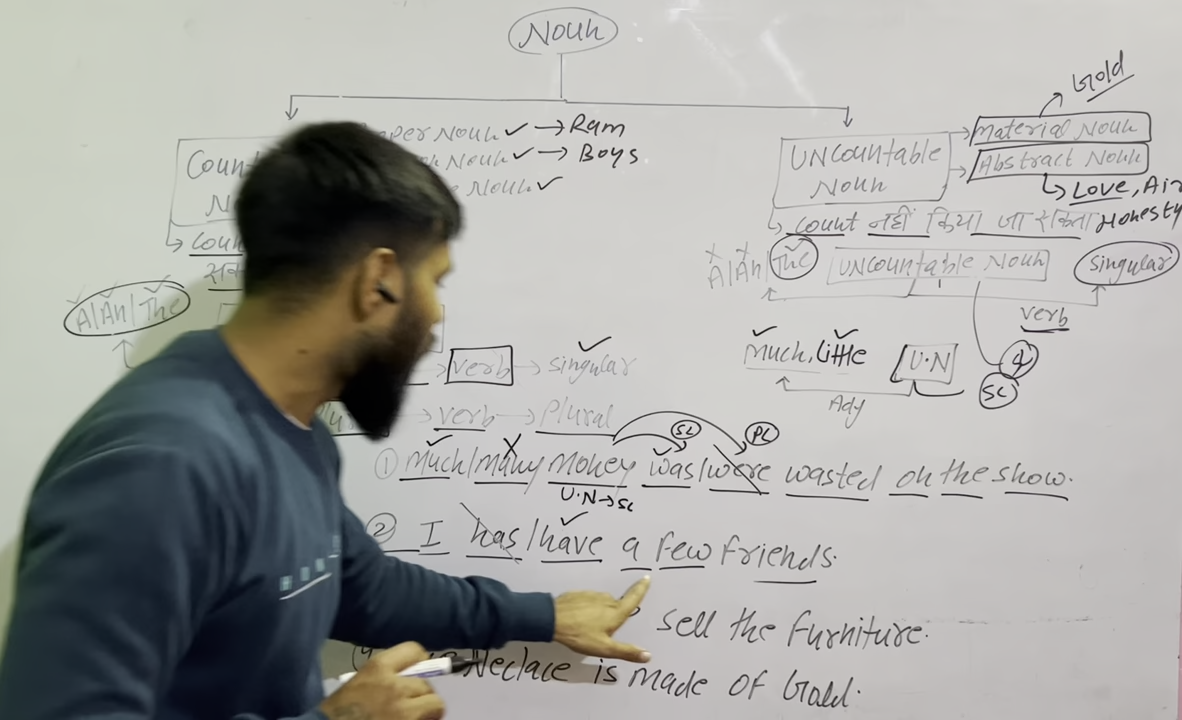 Noun
Noun → Ram
Noun → Boys
Noun
Coun
N
Coun
A/An/The
verb → singular
verb → Plural
UNCountable Noun
Material Noun
Gold
Abstract Noun
Love, Air
Honesty
Count नहीं किया जा सकता
A/An/The UNCountable Noun singular
verb
Much, little U.N
Adj
SC
SC PC
① Much/many money was/were wasted on the show.
U.N → SC
② I has/have a few friends.
sell the furniture.
Neclace is made of Gold.